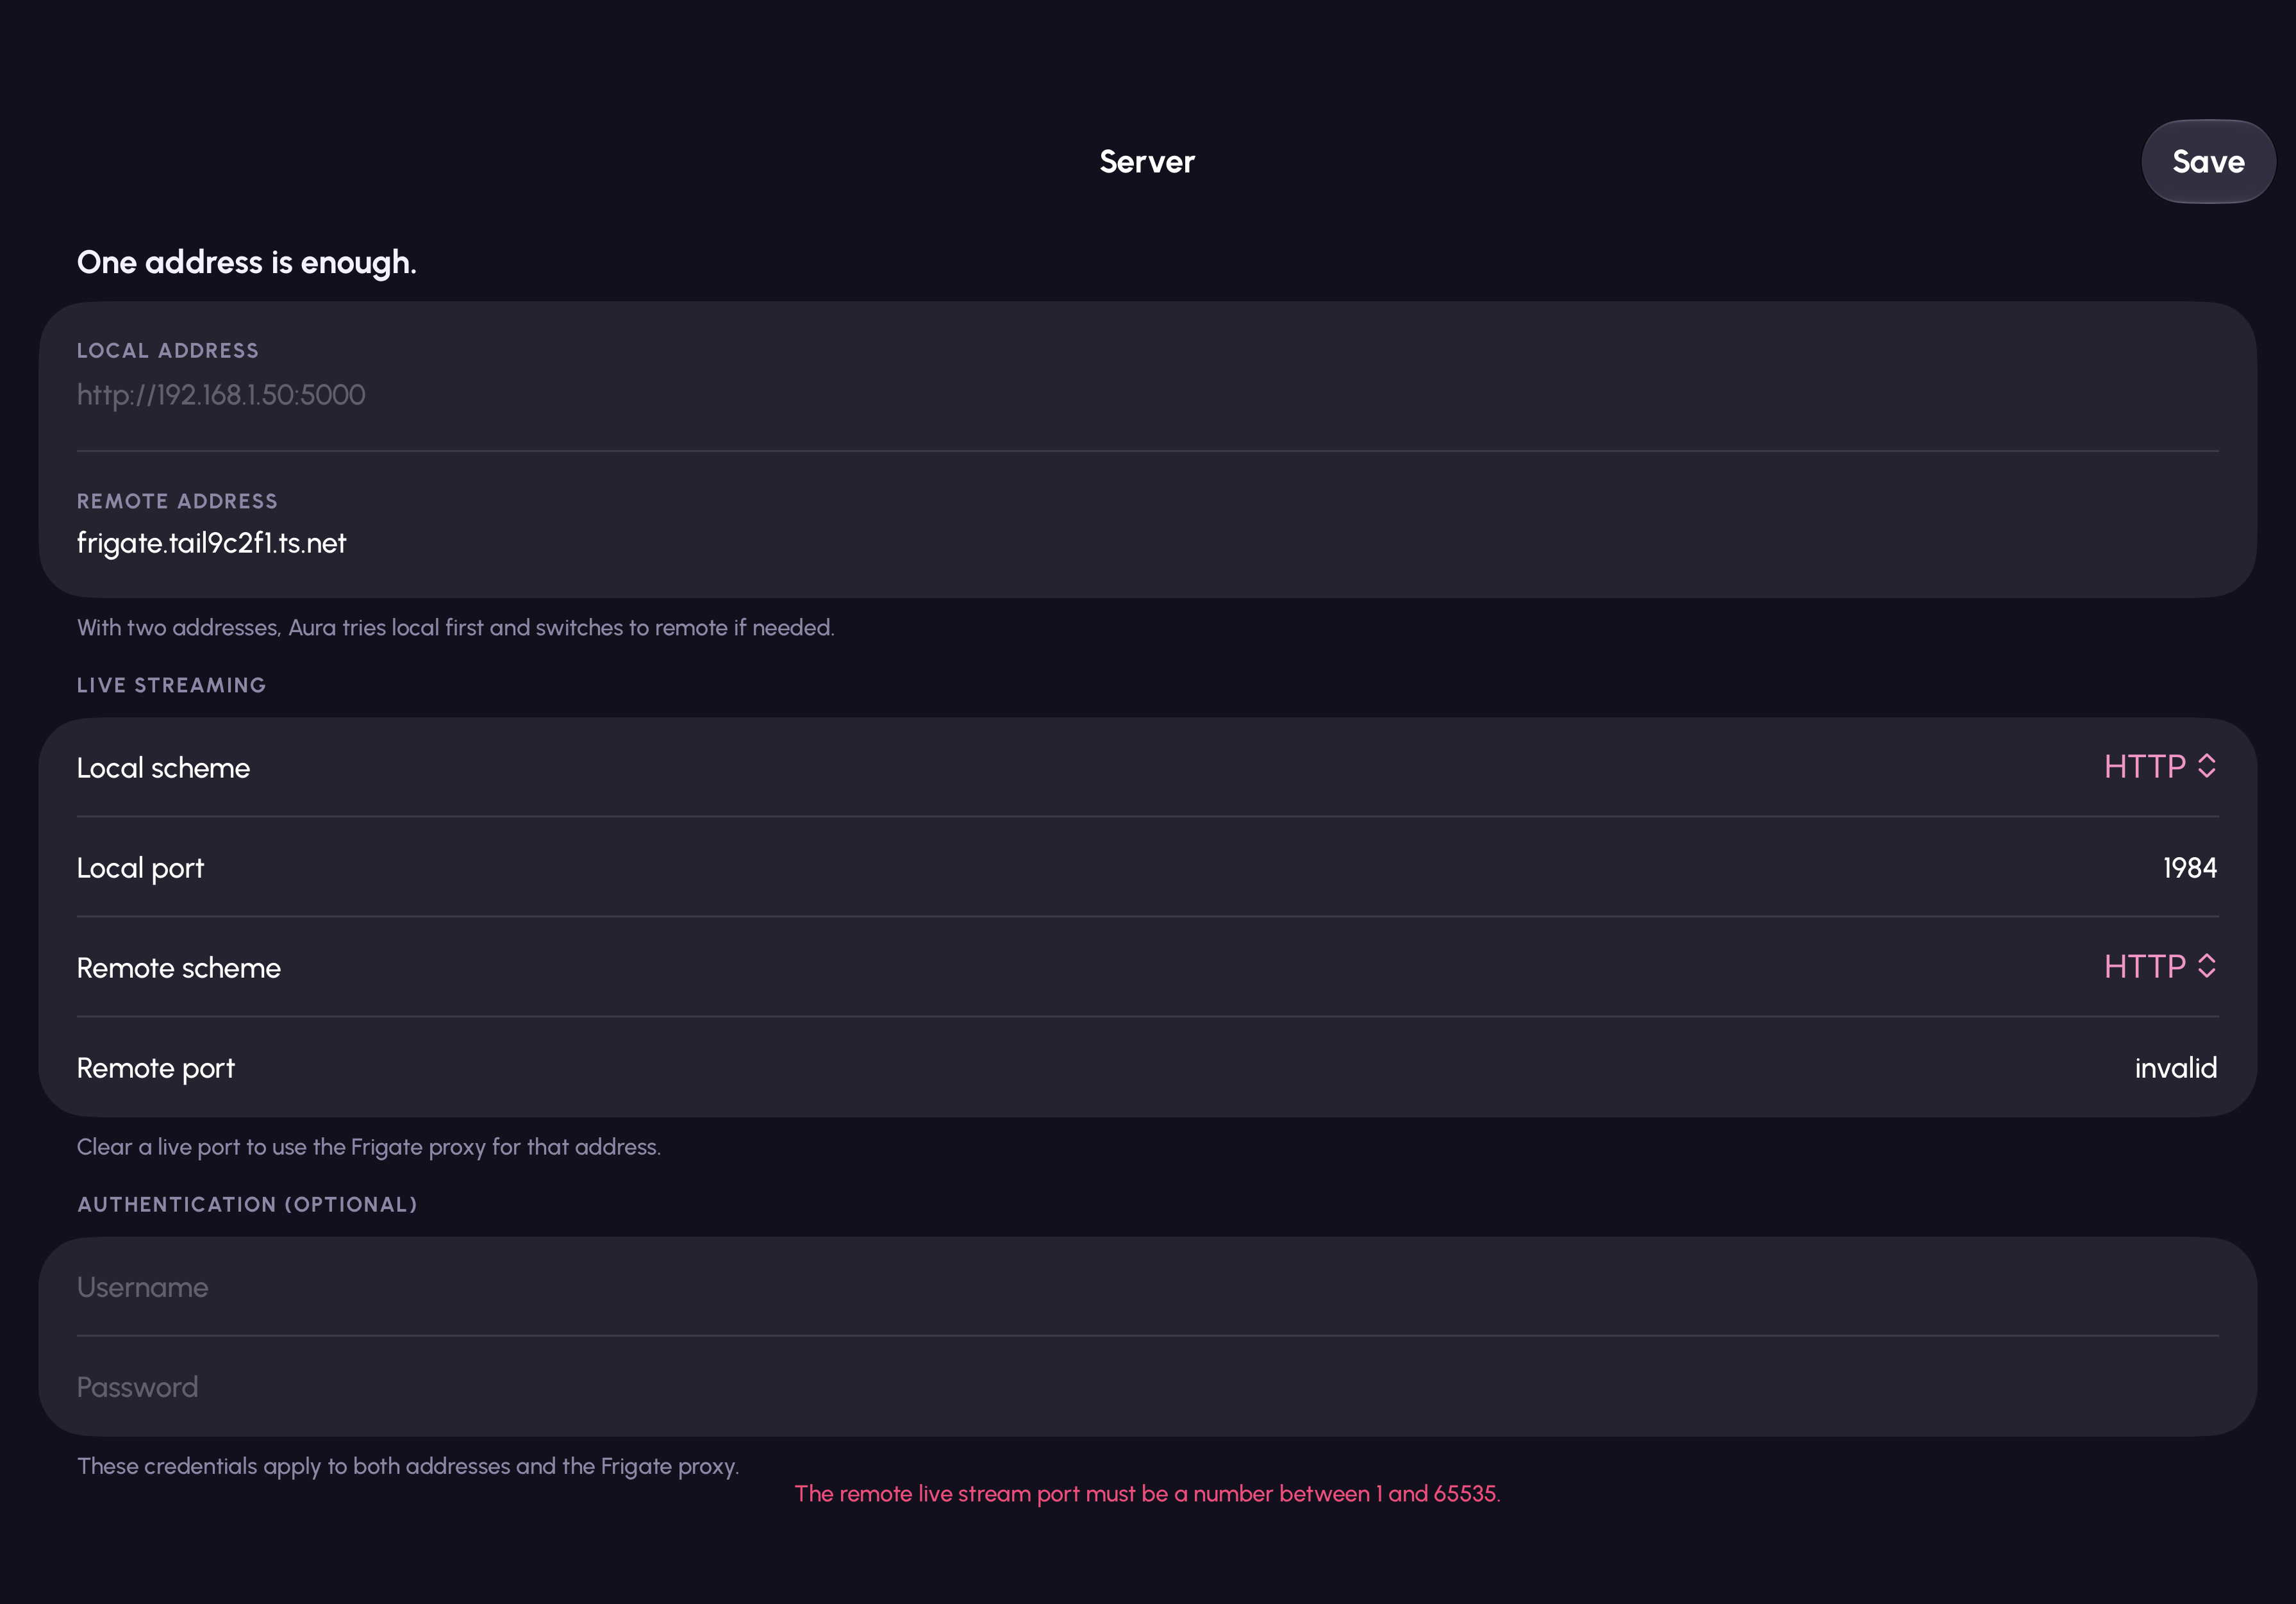 Server
Save
One address is enough.
LOCAL ADDRESS
http://192.168.1.50:5000
REMOTE ADDRESS
frigate.tail9c2f1.ts.net
With two addresses, Aura tries local first and switches to remote if needed.
LIVE STREAMING
Local scheme
HTTP
Local port
1984
Remote scheme
HTTP
Remote port
invalid
Clear a live port to use the Frigate proxy for that address.
AUTHENTICATION (OPTIONAL)
Username
Password
These credentials apply to both addresses and the Frigate proxy.
The remote live stream port must be a number between 1 and 65535.